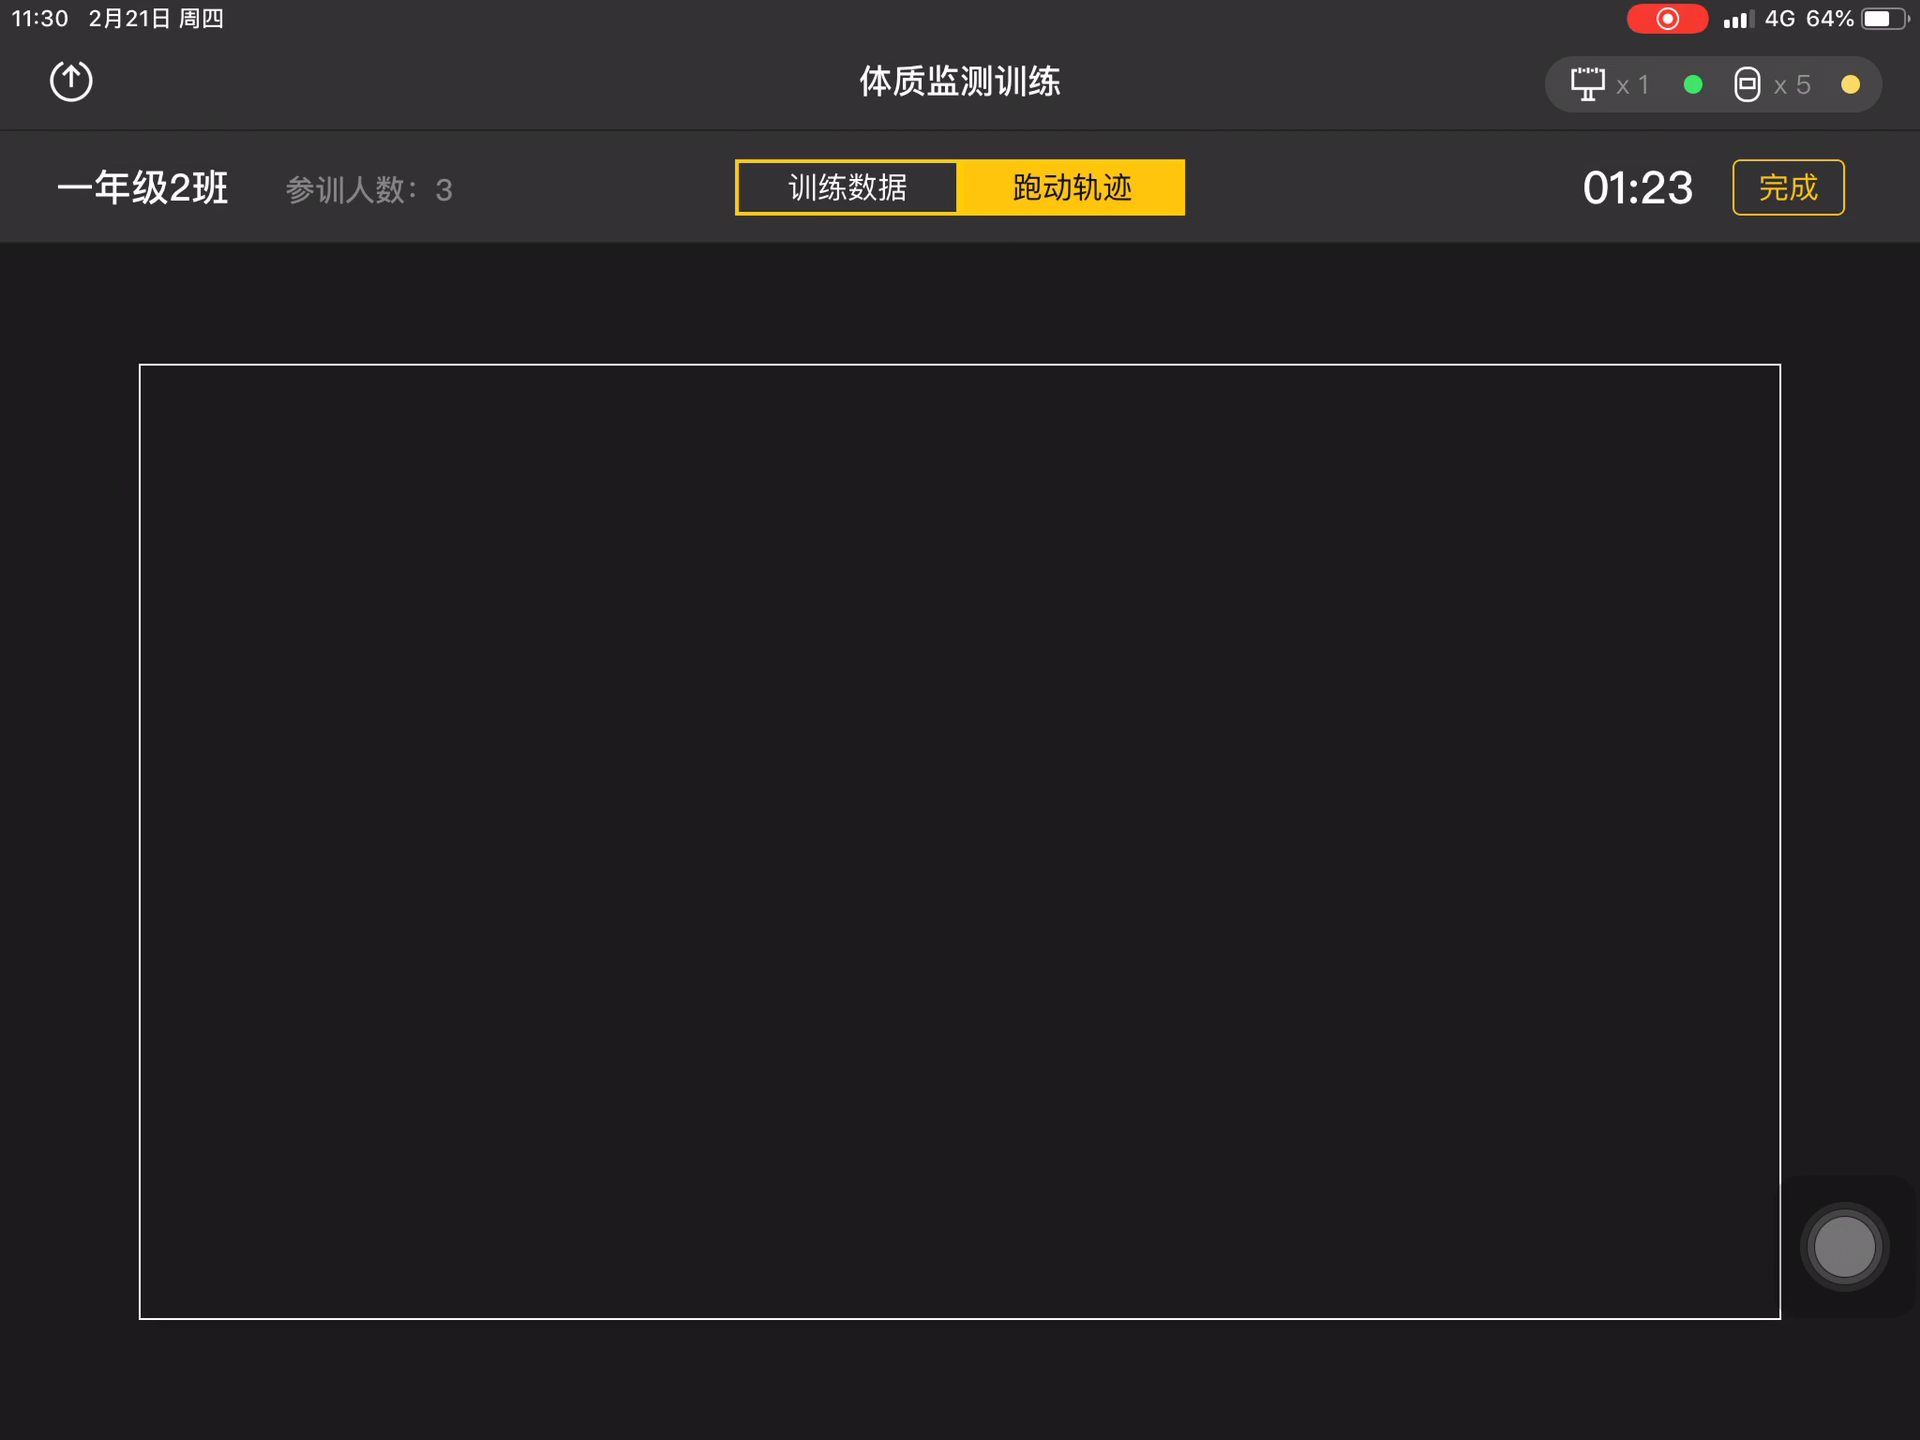 11:30 2月21日 周四 4G 64%
体质监测训练 x 1 x 5
一年级2班 参训人数：3 训练数据 跑动轨迹 01:23 完成